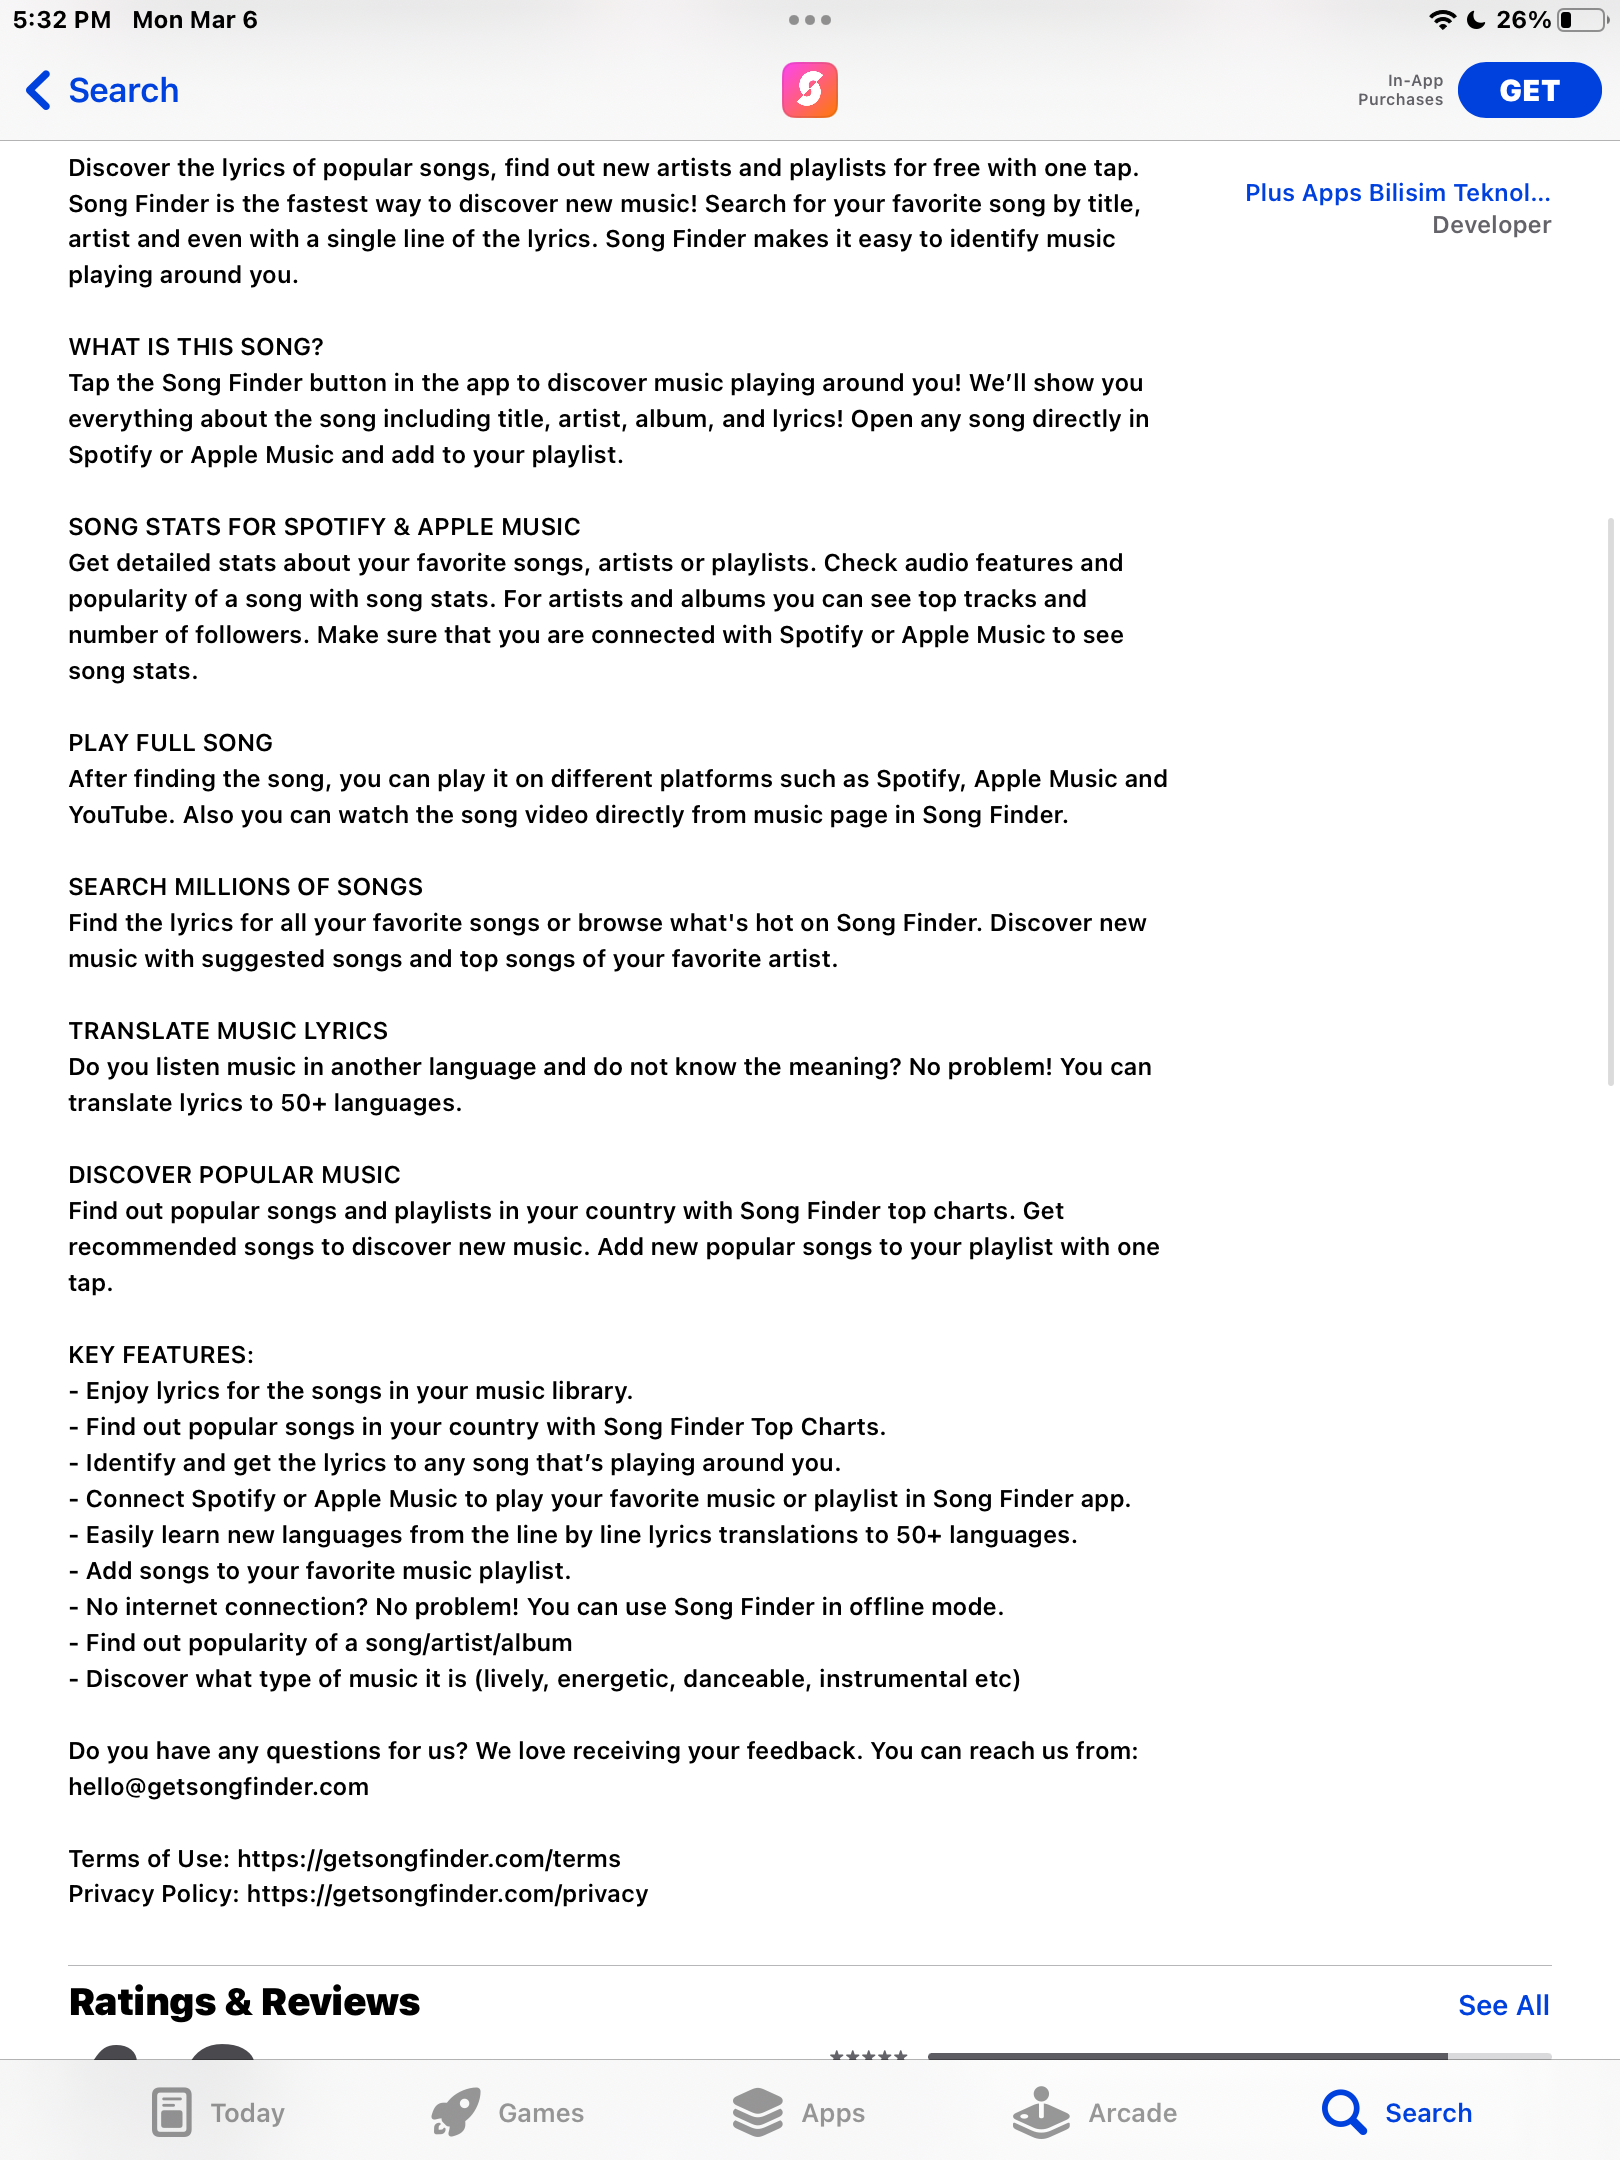 5:32 PM Mon Mar 6
26%
Search
In-App
Purchases
GET
Discover the lyrics of popular songs, find out new artists and playlists for free with one tap.
Song Finder is the fastest way to discover new music! Search for your favorite song by title,
artist and even with a single line of the lyrics. Song Finder makes it easy to identify music
playing around you.
Plus Apps Bilisim Teknol...
Developer
WHAT IS THIS SONG?
Tap the Song Finder button in the app to discover music playing around you! We’ll show you
everything about the song including title, artist, album, and lyrics! Open any song directly in
Spotify or Apple Music and add to your playlist.
SONG STATS FOR SPOTIFY & APPLE MUSIC
Get detailed stats about your favorite songs, artists or playlists. Check audio features and
popularity of a song with song stats. For artists and albums you can see top tracks and
number of followers. Make sure that you are connected with Spotify or Apple Music to see
song stats.
PLAY FULL SONG
After finding the song, you can play it on different platforms such as Spotify, Apple Music and
YouTube. Also you can watch the song video directly from music page in Song Finder.
SEARCH MILLIONS OF SONGS
Find the lyrics for all your favorite songs or browse what's hot on Song Finder. Discover new
music with suggested songs and top songs of your favorite artist.
TRANSLATE MUSIC LYRICS
Do you listen music in another language and do not know the meaning? No problem! You can
translate lyrics to 50+ languages.
DISCOVER POPULAR MUSIC
Find out popular songs and playlists in your country with Song Finder top charts. Get
recommended songs to discover new music. Add new popular songs to your playlist with one
tap.
KEY FEATURES:
- Enjoy lyrics for the songs in your music library.
- Find out popular songs in your country with Song Finder Top Charts.
- Identify and get the lyrics to any song that’s playing around you.
- Connect Spotify or Apple Music to play your favorite music or playlist in Song Finder app.
- Easily learn new languages from the line by line lyrics translations to 50+ languages.
- Add songs to your favorite music playlist.
- No internet connection? No problem! You can use Song Finder in offline mode.
- Find out popularity of a song/artist/album
- Discover what type of music it is (lively, energetic, danceable, instrumental etc)
Do you have any questions for us? We love receiving your feedback. You can reach us from:
hello@getsongfinder.com
Terms of Use: https://getsongfinder.com/terms
Privacy Policy: https://getsongfinder.com/privacy
Ratings & Reviews
See All
Today
Games
Apps
Arcade
Search